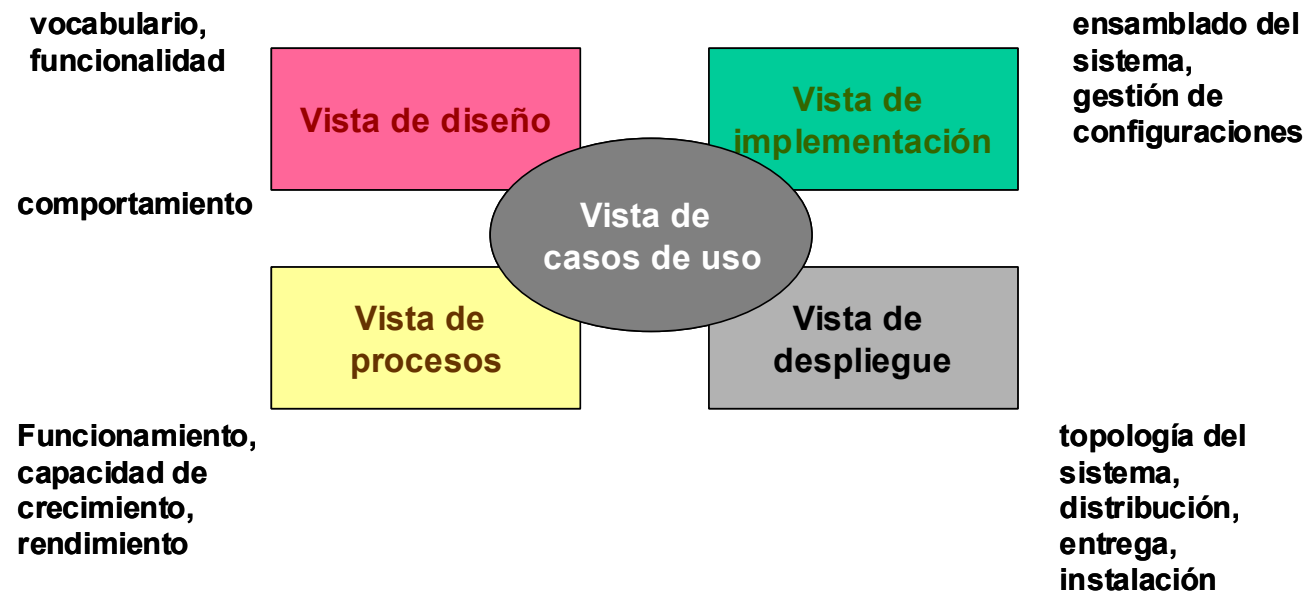 vocabulario,
funcionalidad
ensamblado del
sistema,
gestión de
configuraciones
Vista de diseño
Vista de
implementación
comportamiento
Vista de
casos de uso
Vista de
procesos
Vista de
despliegue
Funcionamiento,
capacidad de
crecimiento,
rendimiento
topología del
sistema,
distribución,
entrega,
instalación